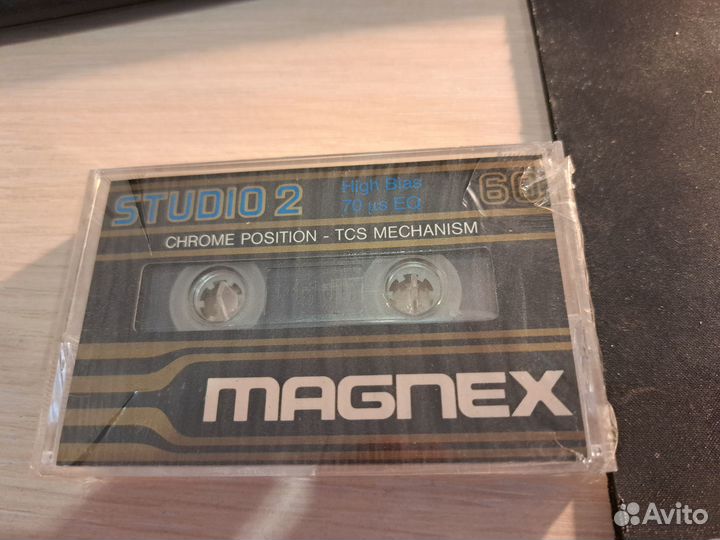 STUDIO 2
High Bias
70 µs EQ
60
CHROME POSITION - TCS MECHANISM
MAGNEX
Avito